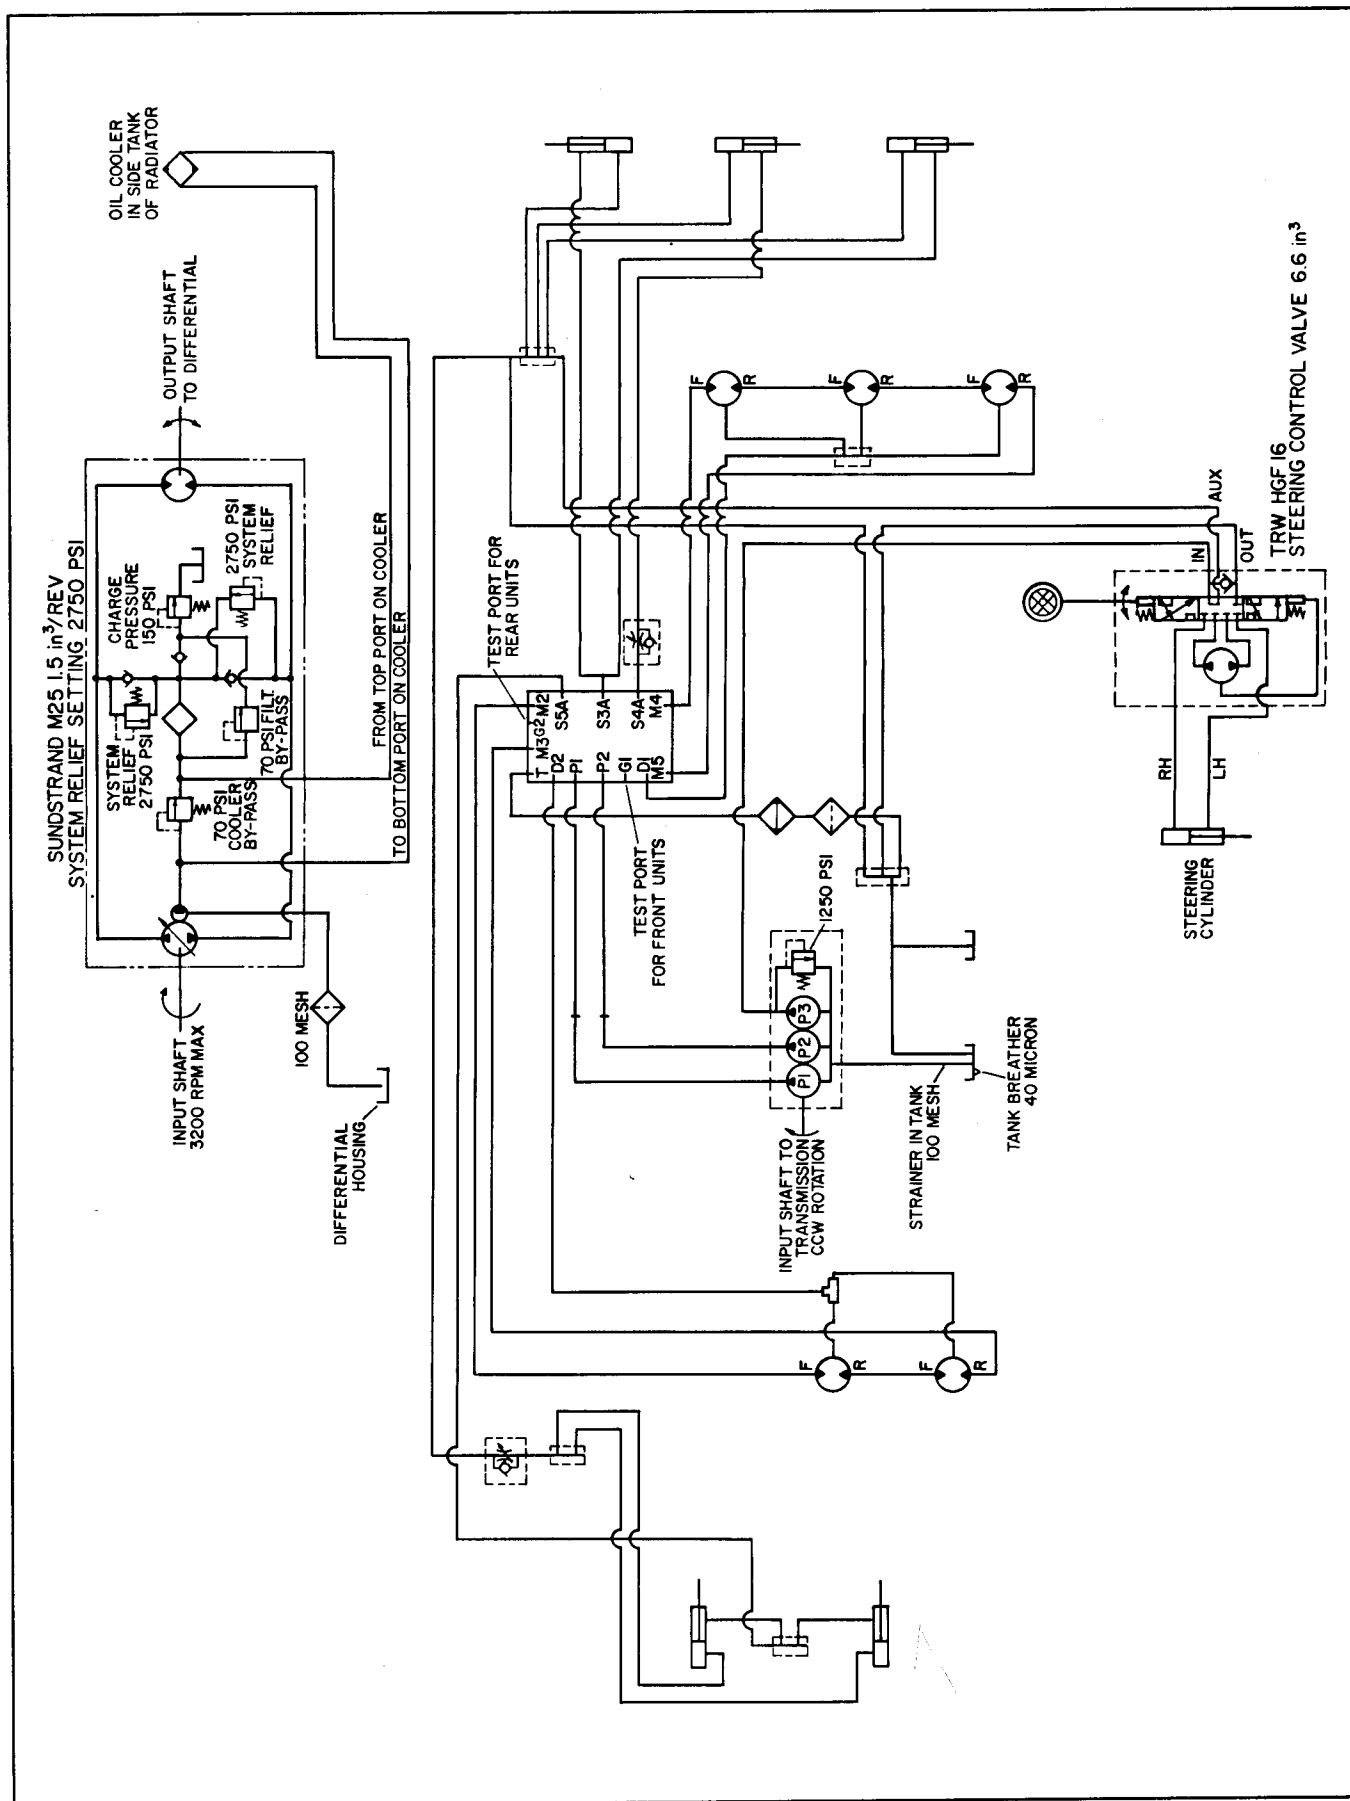 SUNDSTRAND M25 1.5 in³/REV
SYSTEM RELIEF SETTING 2750 PSI
OIL COOLER
IN SIDE TANK
OF RADIATOR
OUTPUT SHAFT
TO DIFFERENTIAL
CHARGE
PRESSURE
150 PSI
2750 PSI
SYSTEM
RELIEF
SYSTEM
RELIEF
2750 PSI
70 PSI FILT
BY-PASS
70 PSI
COOLER
BY-PASS
INPUT SHAFT
3200 RPM MAX
100 MESH
DIFFERENTIAL
HOUSING
FROM TOP PORT ON COOLER
TO BOTTOM PORT ON COOLER
TEST PORT FOR
REAR UNITS
T
M3
G2
M2
D2
S5A
P1
S3A
P2
G1
S4A
D1
M5
M4
TEST PORT
FOR FRONT UNITS
F
R
F
R
F
R
1250 PSI
P1
P2
P3
INPUT SHAFT TO
TRANSMISSION
CCW ROTATION
STRAINER IN TANK
100 MESH
TANK BREATHER
40 MICRON
F
R
F
R
AUX
IN
OUT
TRW HGF 16
STEERING CONTROL VALVE 6.6 in³
RH
LH
STEERING
CYLINDER